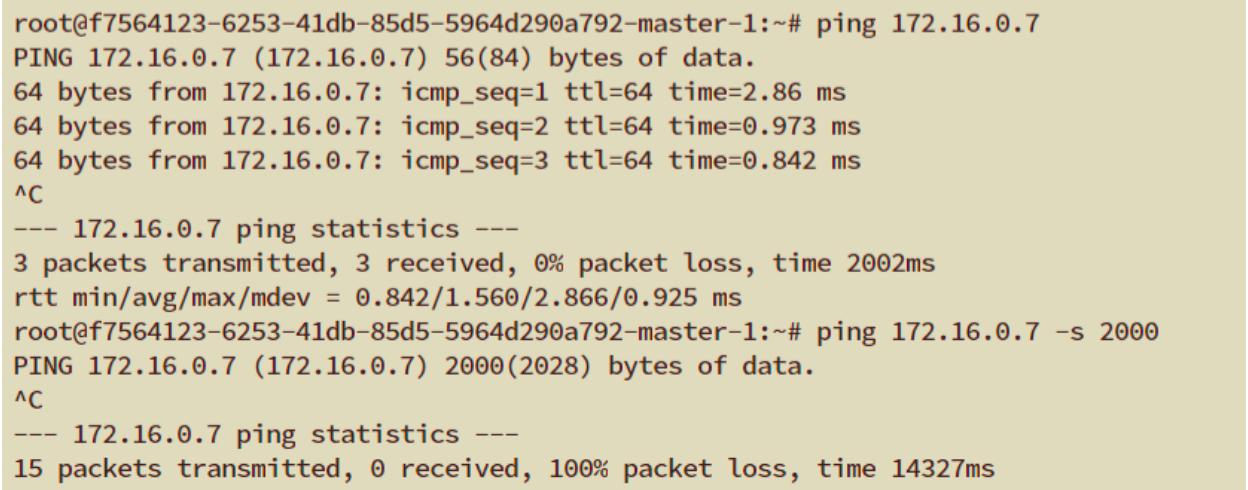 root@f7564123-6253-41db-85d5-5964d290a792-master-1:~# ping 172.16.0.7
PING 172.16.0.7 (172.16.0.7) 56(84) bytes of data.
64 bytes from 172.16.0.7: icmp_seq=1 ttl=64 time=2.86 ms
64 bytes from 172.16.0.7: icmp_seq=2 ttl=64 time=0.973 ms
64 bytes from 172.16.0.7: icmp_seq=3 ttl=64 time=0.842 ms
^C
--- 172.16.0.7 ping statistics ---
3 packets transmitted, 3 received, 0% packet loss, time 2002ms
rtt min/avg/max/mdev = 0.842/1.560/2.866/0.925 ms
root@f7564123-6253-41db-85d5-5964d290a792-master-1:~# ping 172.16.0.7 -s 2000
PING 172.16.0.7 (172.16.0.7) 2000(2028) bytes of data.
^C
--- 172.16.0.7 ping statistics ---
15 packets transmitted, 0 received, 100% packet loss, time 14327ms